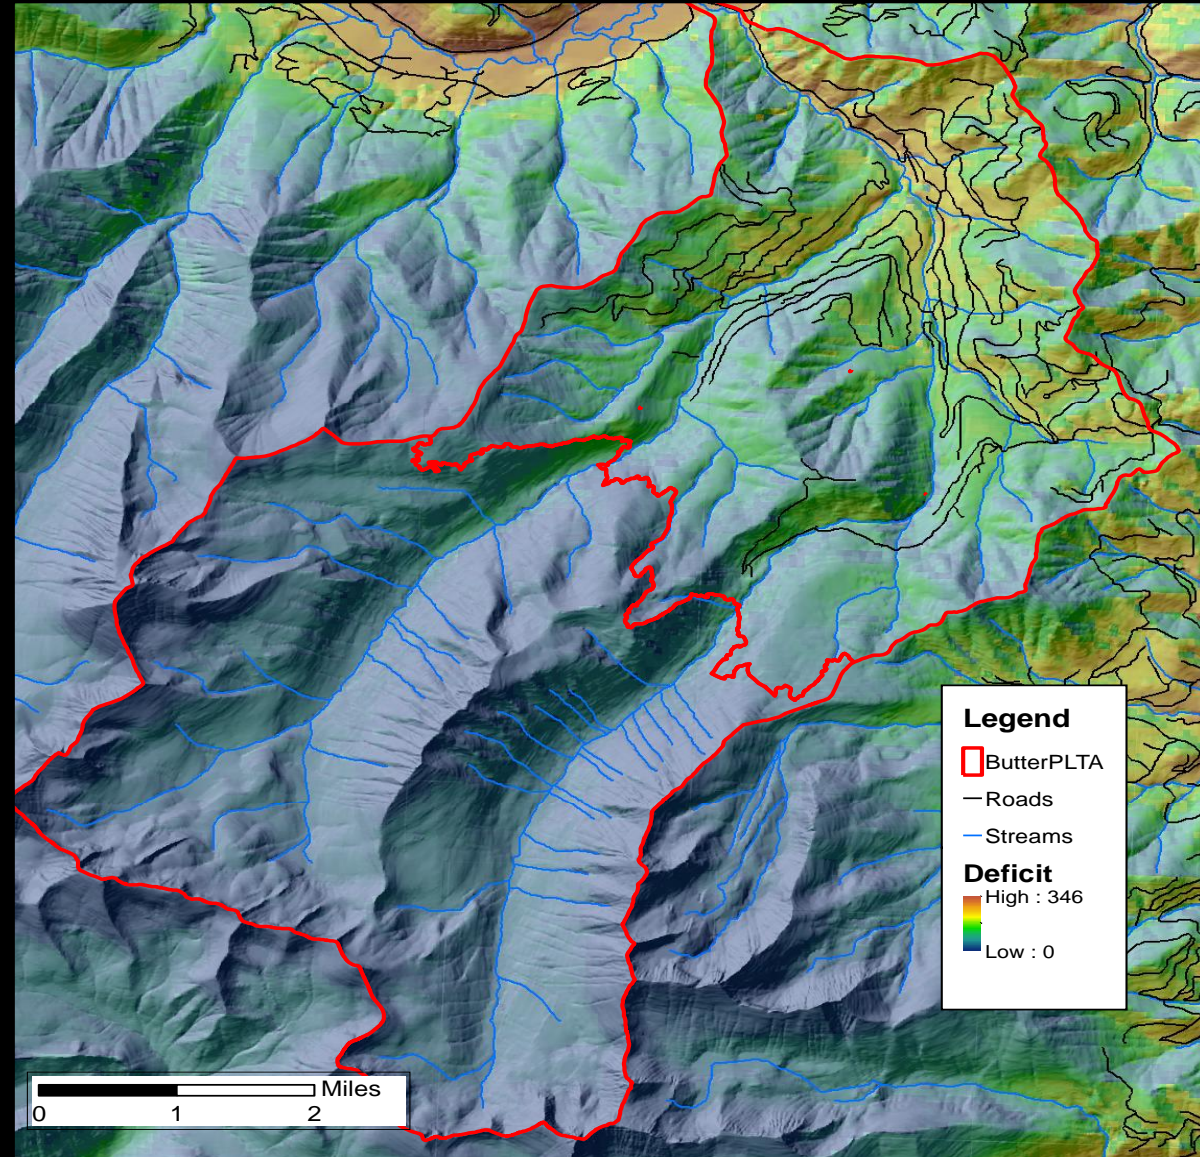 Legend
ButterPLTA
Roads
Streams
Deficit
High : 346
Low : 0
Miles
0 1 2